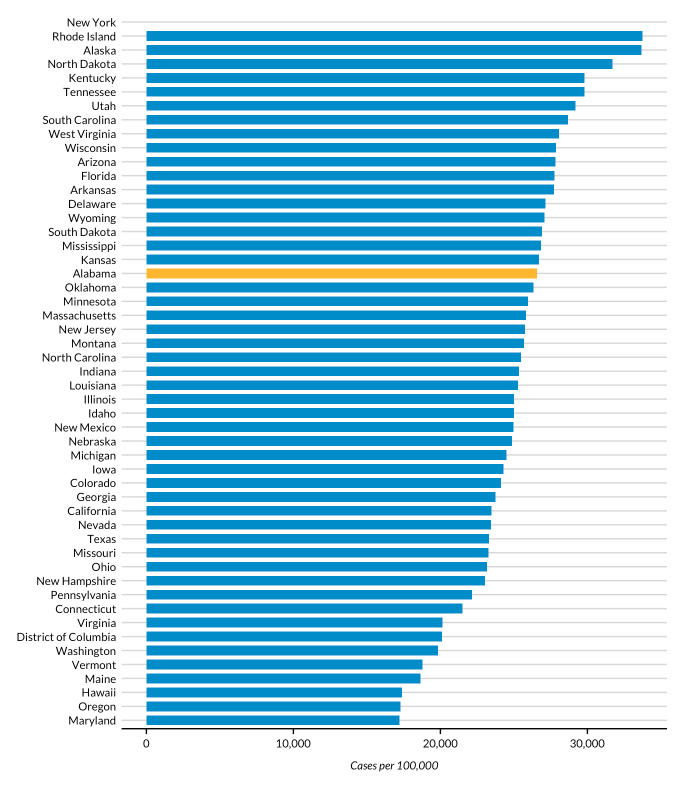 New York
Rhode Island
Alaska
North Dakota
Kentucky
Tennessee
Utah
South Carolina
West Virginia
Wisconsin
Arizona
Florida
Arkansas
Delaware
Wyoming
South Dakota
Mississippi
Kansas
Alabama
Oklahoma
Minnesota
Massachusetts
New Jersey
Montana
North Carolina
Indiana
Louisiana
Illinois
Idaho
New Mexico
Nebraska
Michigan
Iowa
Colorado
Georgia
California
Nevada
Texas
Missouri
Ohio
New Hampshire
Pennsylvania
Connecticut
Virginia
District of Columbia
Washington
Vermont
Maine
Hawaii
Oregon
Maryland
0 10,000 20,000 30,000
Cases per 100,000